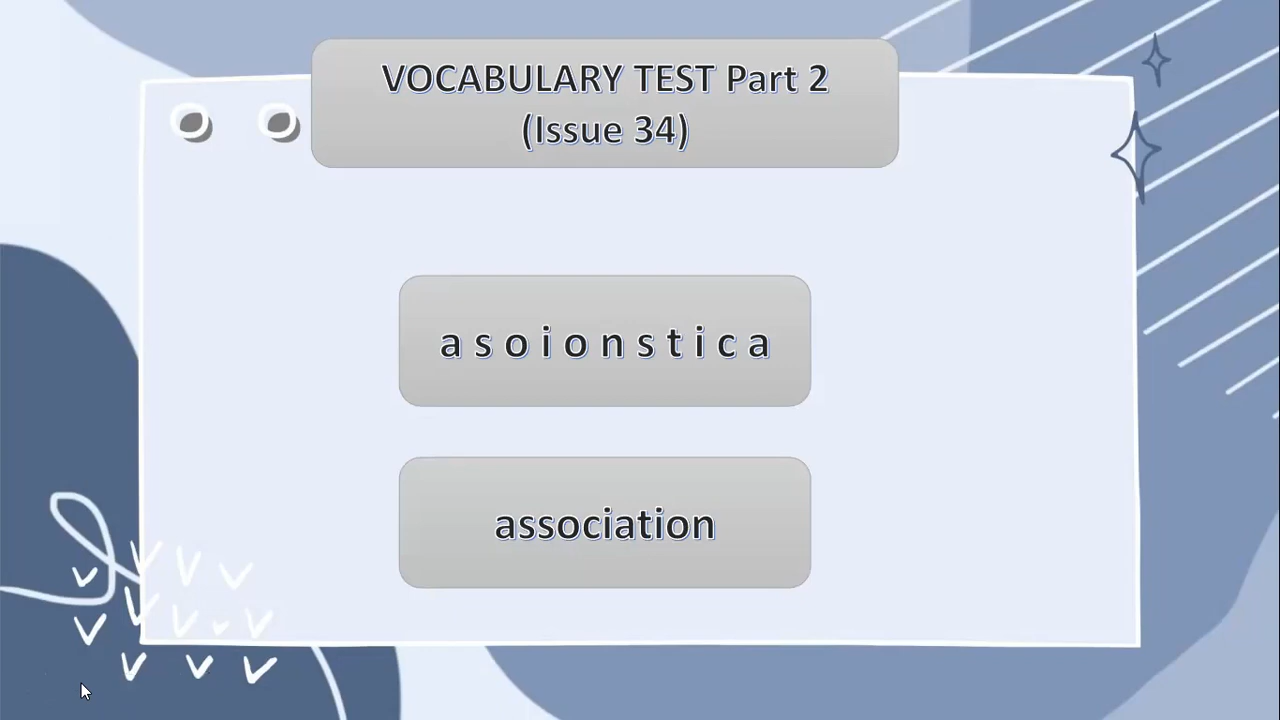 VOCABULARY TEST Part 2
(Issue 34)
a s o i o n s t i c a
association